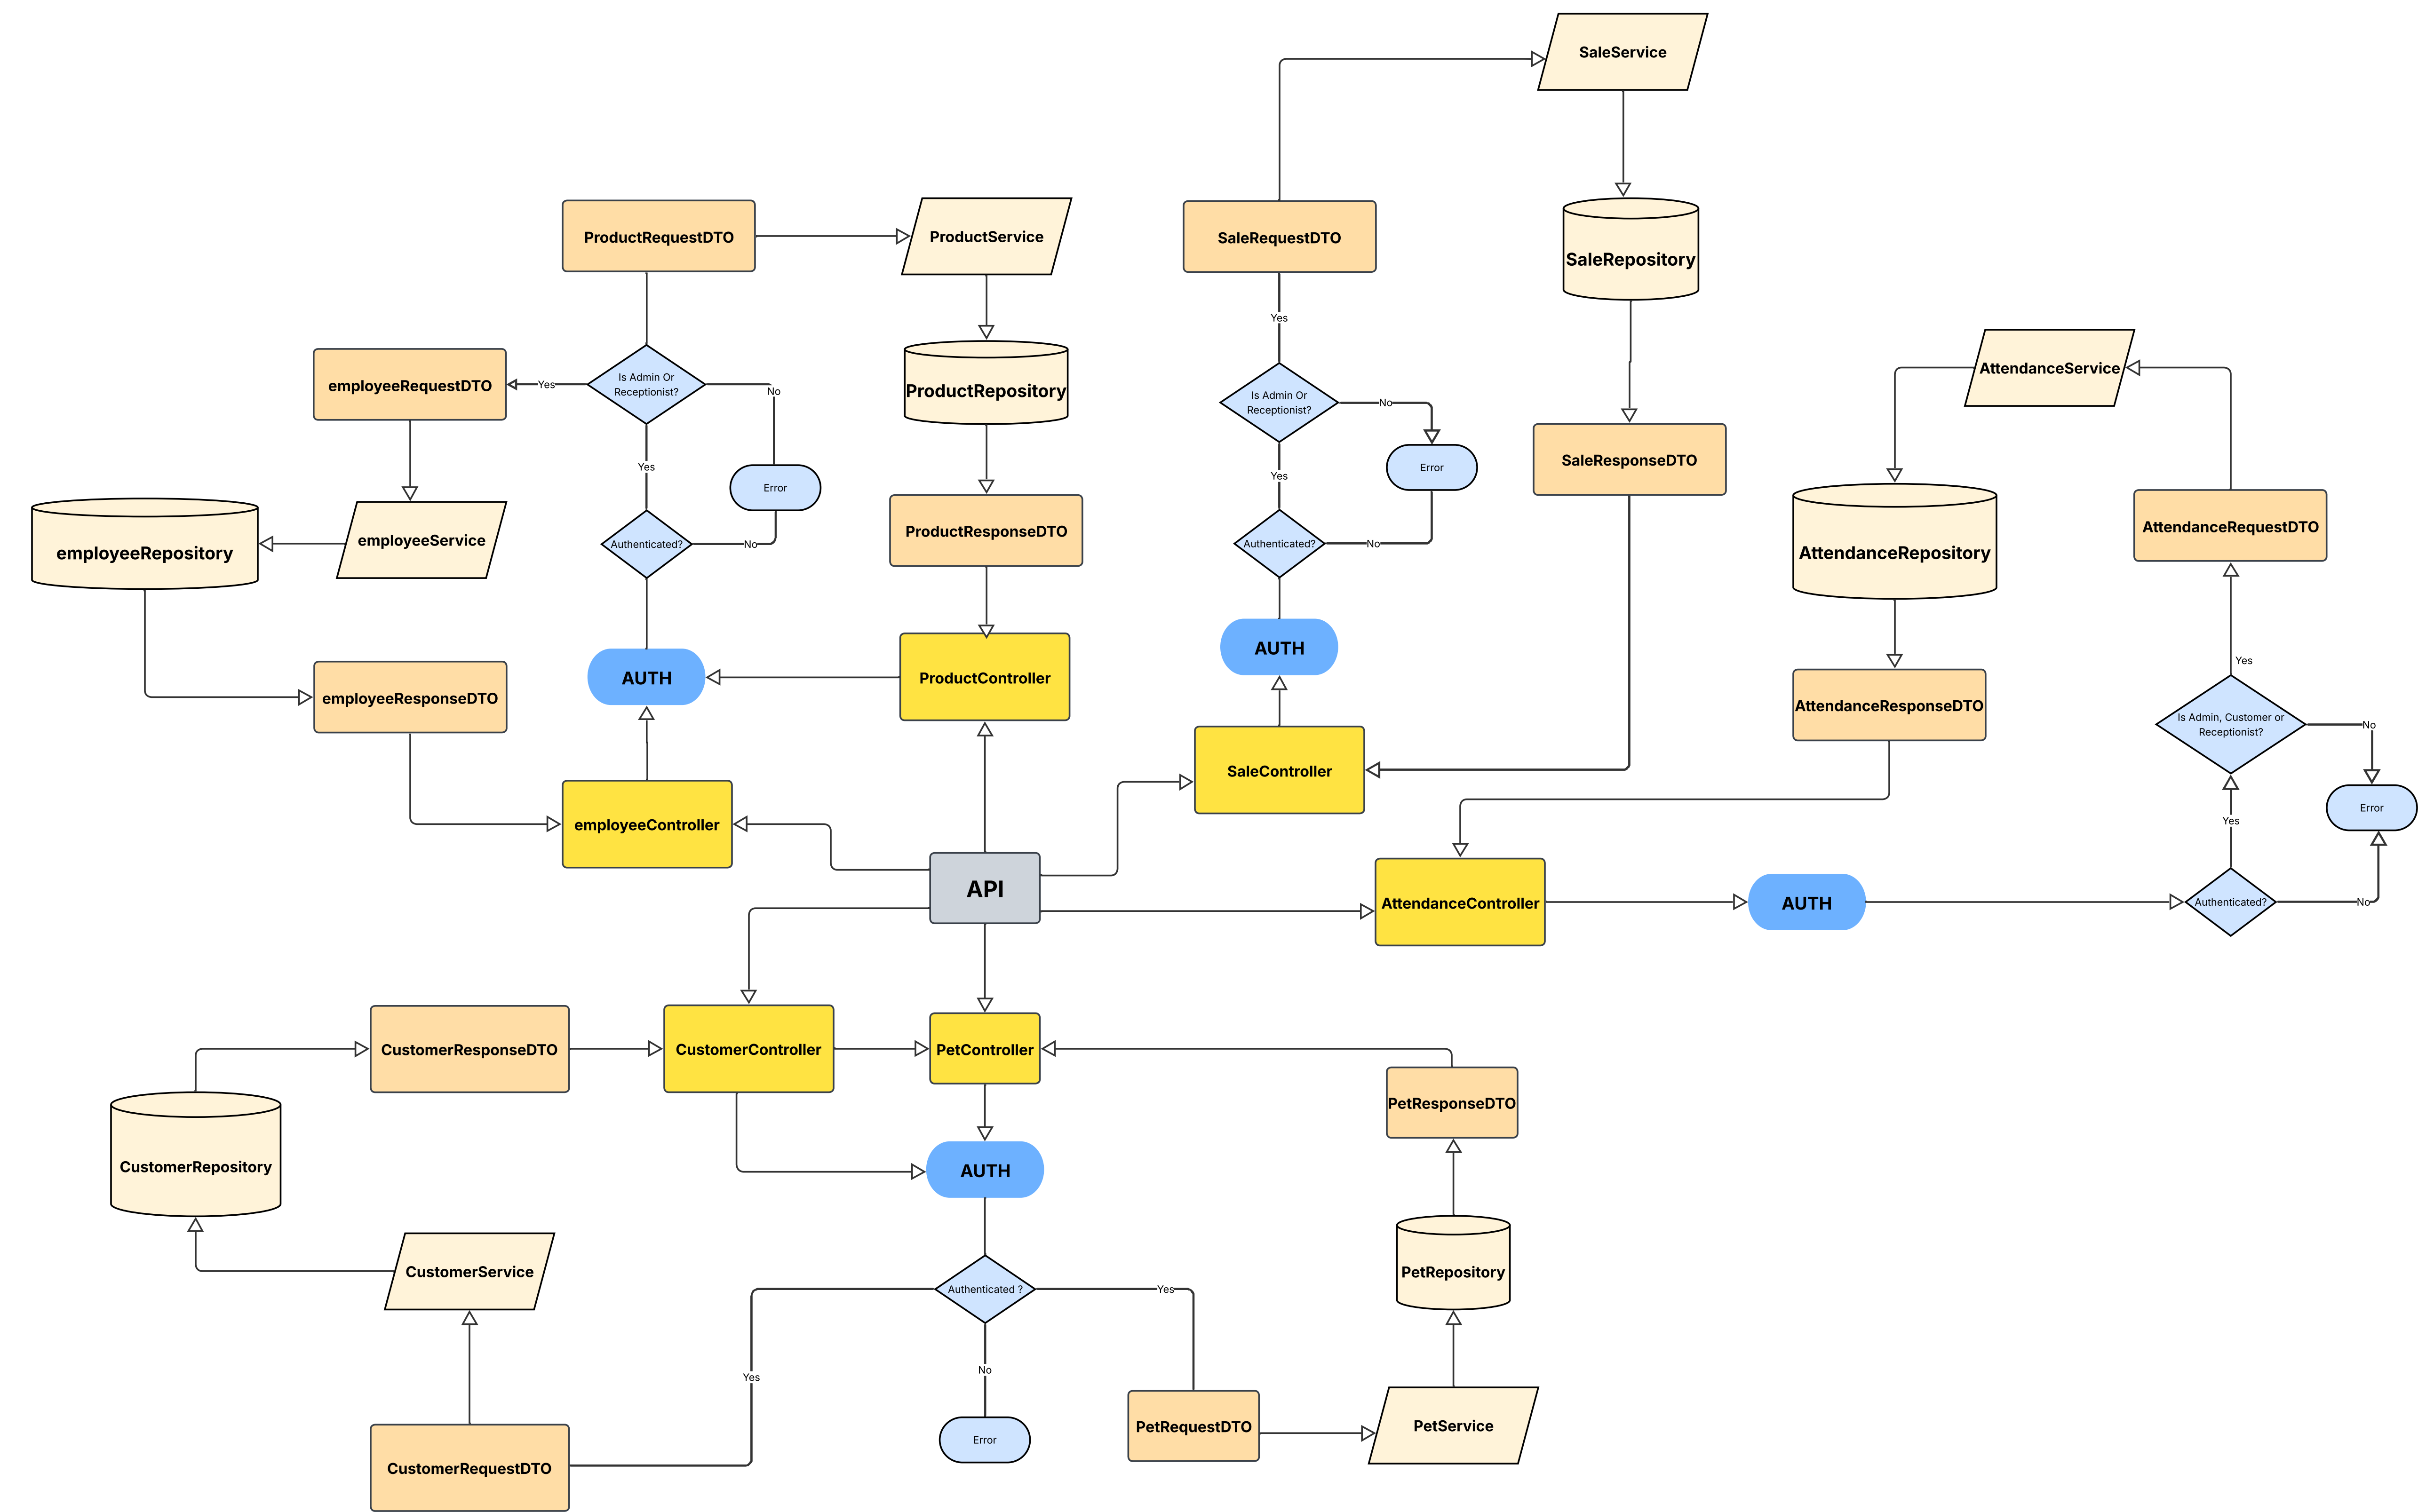 SaleService
ProductRequestDTO
ProductService
SaleRequestDTO
SaleRepository
Yes
employeeRequestDTO
Yes
Is Admin Or
Receptionist?
No
ProductRepository
Is Admin Or
Receptionist?
No
AttendanceService
Yes
Error
Yes
Error
SaleResponseDTO
employeeRepository
employeeService
Authenticated?
No
ProductResponseDTO
Authenticated?
No
AttendanceRepository
AttendanceRequestDTO
employeeResponseDTO
AUTH
ProductController
AUTH
AttendanceResponseDTO
Yes
Is Admin, Customer or
Receptionist?
No
employeeController
SaleController
Yes
Error
API
AttendanceController
AUTH
Authenticated?
No
CustomerResponseDTO
CustomerController
PetController
PetResponseDTO
CustomerRepository
AUTH
CustomerService
Authenticated ?
Yes
PetRepository
Yes
No
CustomerRequestDTO
Error
PetRequestDTO
PetService